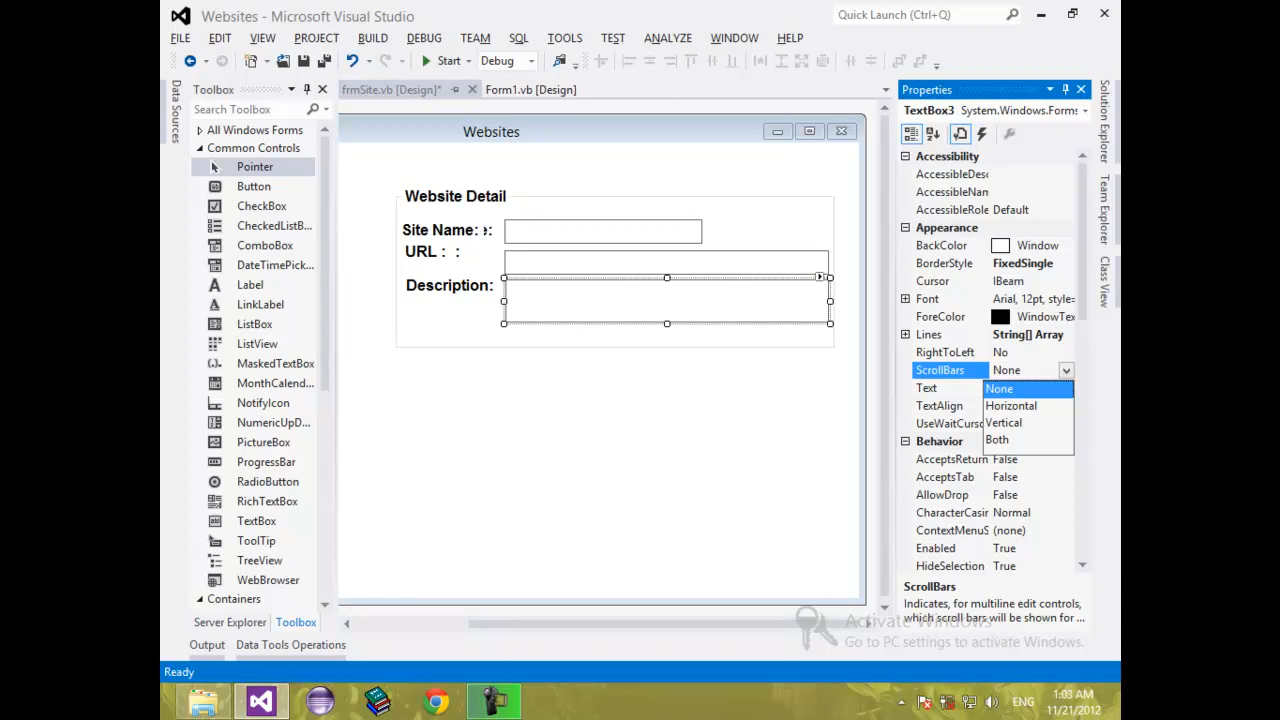 Websites - Microsoft Visual Studio
Quick Launch (Ctrl+Q)
FILE EDIT VIEW PROJECT BUILD DEBUG TEAM SQL TOOLS TEST ANALYZE WINDOW HELP
Start Debug
Data Sources
Toolbox
Search Toolbox
All Windows Forms
Common Controls
Pointer
Button
CheckBox
CheckedListB...
ComboBox
DateTimePick...
Label
LinkLabel
ListBox
ListView
MaskedTextBox
MonthCalend...
NotifyIcon
NumericUpD...
PictureBox
ProgressBar
RadioButton
RichTextBox
TextBox
ToolTip
TreeView
WebBrowser
Containers
Server Explorer Toolbox
Output Data Tools Operations
frmSite.vb [Design]* Form1.vb [Design]
Websites
Website Detail
Site Name: :
URL : :
Description:
Properties
TextBox3 System.Windows.Forms
Accessibility
AccessibleDesc
AccessibleNam
AccessibleRole Default
Appearance
BackColor Window
BorderStyle FixedSingle
Cursor IBeam
Font Arial, 12pt, style=
ForeColor WindowTex
Lines String[] Array
RightToLeft No
ScrollBars None
None
Horizontal
Vertical
Both
Text
TextAlign
UseWaitCurso
Behavior
AcceptsReturn False
AcceptsTab False
AllowDrop False
CharacterCasin Normal
ContextMenuS (none)
Enabled True
HideSelection True
ScrollBars
Indicates, for multiline edit controls,
which scroll bars will be shown for ...
Solution Explorer
Team Explorer
Class View
Activate Windows
Go to PC settings to activate Windows.
Ready
ENG
1:03 AM
11/21/2012